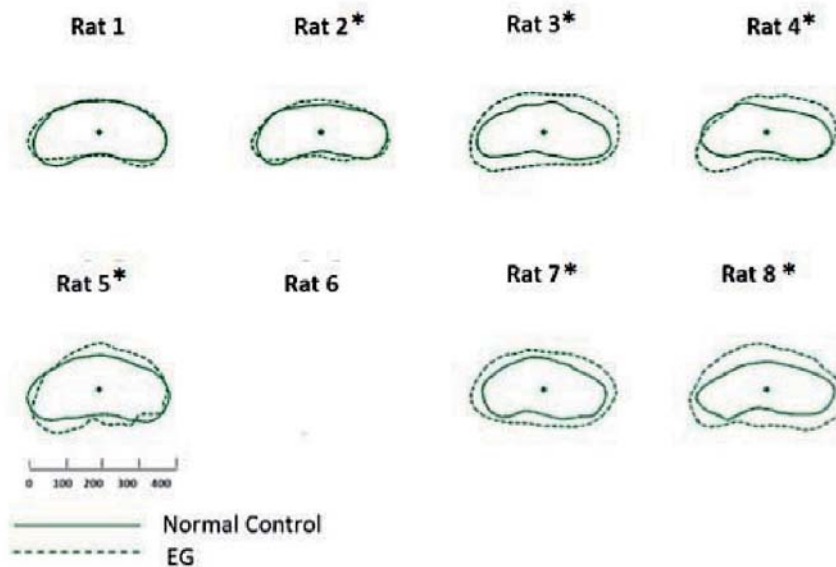 Rat 1 Rat 2* Rat 3* Rat 4*
Rat 5* Rat 6 Rat 7* Rat 8*
0 100 200 300 400
Normal Control
EG